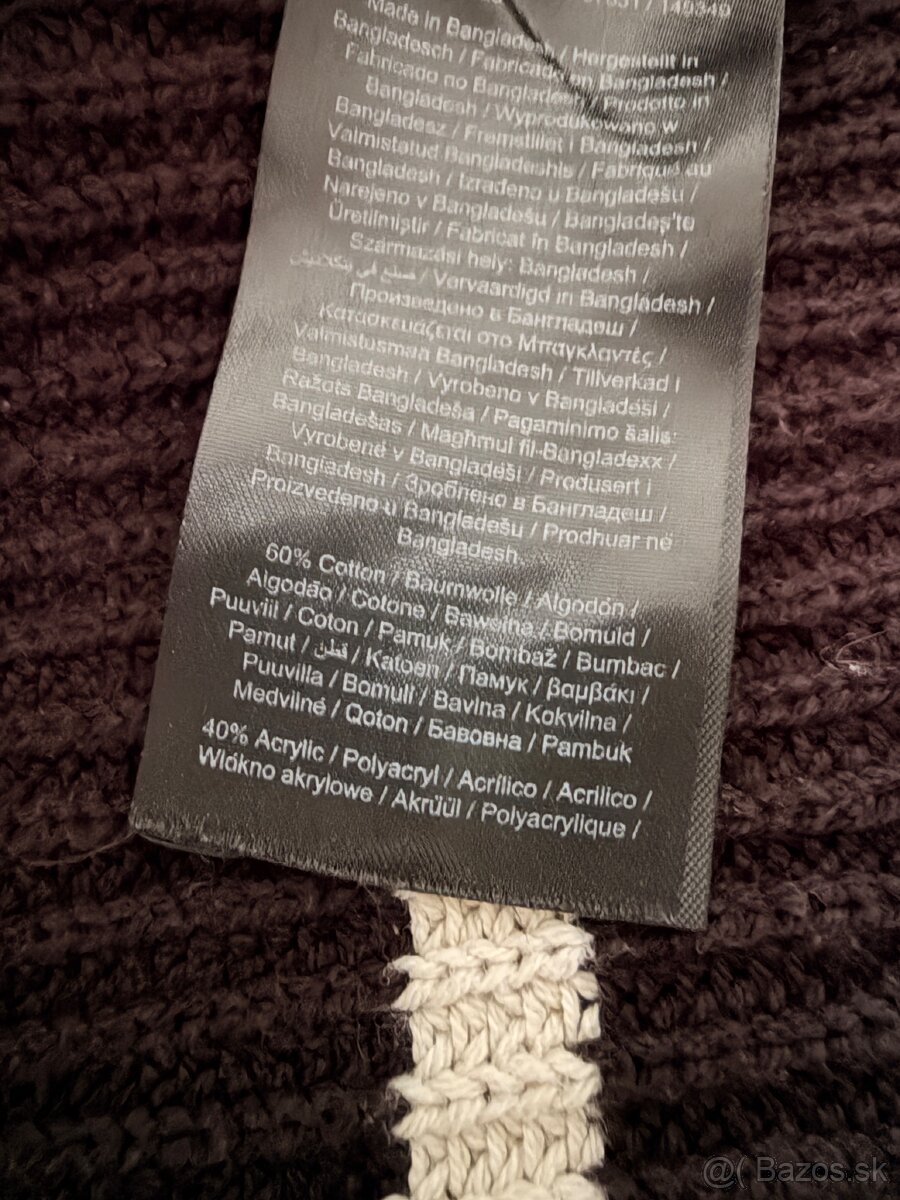 / 149349
Made in Bangladesh / Hergestellt in
Bangladesch / Fabricado en Bangladesh /
Fabricado no Bangladesh / Prodotto in
Bangladesh / Wyprodukowano w
Bangladesz / Fremstillet i Bangladesh /
Valmistatud Bangladeshis / Fabriqué au
Bangladesh / Izrađeno u Bangladešu /
Narejeno v Bangladešu / Bangladeş'te
Üretilmiştir / Fabricat în Bangladesh /
Származási hely: Bangladesh /
صنع في بنگلاديش / Vervaardigd in Bangladesh /
Произведено в Бангладеш /
Κατασκευάζεται στο Μπαγκλαντές /
Valmistusmaa Bangladesh / Tillverkad i
Bangladesh / Vyrobeno v Bangladéši /
Ražots Bangladeša / Pagaminimo šalis:
Bangladešas / Magħmul fil-Bangladexx /
Vyrobené v Bangladéši / Produsert i
Bangladesh / Зроблено в Бангладеш /
Proizvedeno u Bangladešu / Prodhuar në
Bangladesh
60% Cotton / Baumwolle / Algodón /
Algodão / Cotone / Bawełna / Bomuld /
Puuvill / Coton / Pamuk / Bombaž / Bumbac /
Pamut / قطن / Katoen / Памук / βαμβάκι /
Puuvilla / Bomull / Bavlna / Kokvilna /
Medvilnė / Qoton / Бавовна / Pambuk
40% Acrylic / Polyacryl / Acrílico / Acrilico /
Włókno akrylowe / Akrüül / Polyacrylique /
@( Bazos.sk